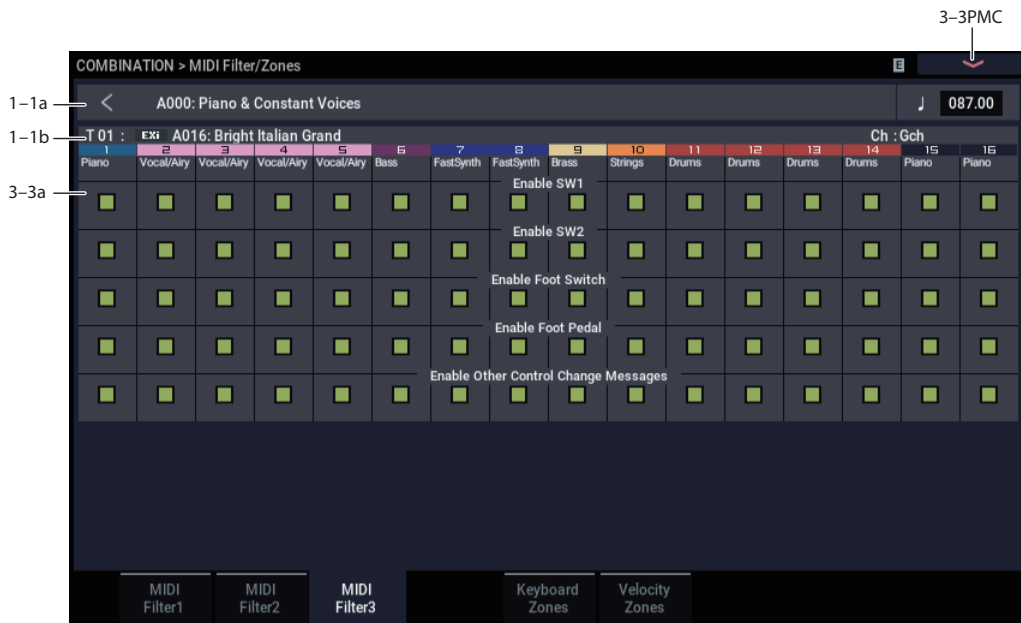 3–3PMC
COMBINATION > MIDI Filter/Zones E
1–1a
A000: Piano & Constant Voices ♩ 087.00
1–1b
T 01 : EXi A016: Bright Italian Grand Ch : Gch
1 2 3 4 5 6 7 8 9 10 11 12 13 14 15 16
Piano Vocal/Airy Vocal/Airy Vocal/Airy Vocal/Airy Bass FastSynth FastSynth Brass Strings Drums Drums Drums Drums Piano Piano
3–3a
Enable SW1
Enable SW2
Enable Foot Switch
Enable Foot Pedal
Enable Other Control Change Messages
MIDI Filter1
MIDI Filter2
MIDI Filter3
Keyboard Zones
Velocity Zones